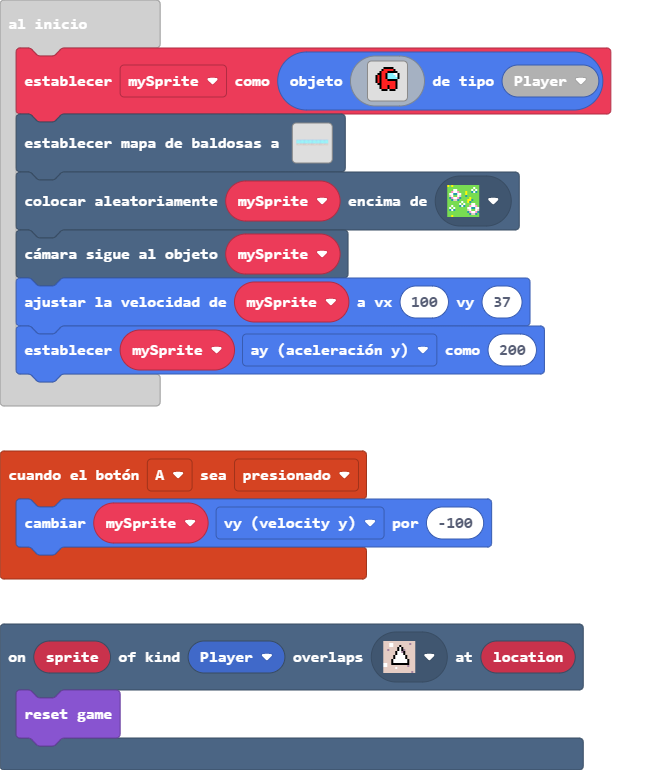 al inicio
establecer mySprite como objeto de tipo Player
establecer mapa de baldosas a
colocar aleatoriamente mySprite encima de
cámara sigue al objeto mySprite
ajustar la velocidad de mySprite a vx 100 vy 37
establecer mySprite ay (aceleración y) como 200
cuando el botón A sea presionado
cambiar mySprite vy (velocity y) por -100
on sprite of kind Player overlaps at location
reset game